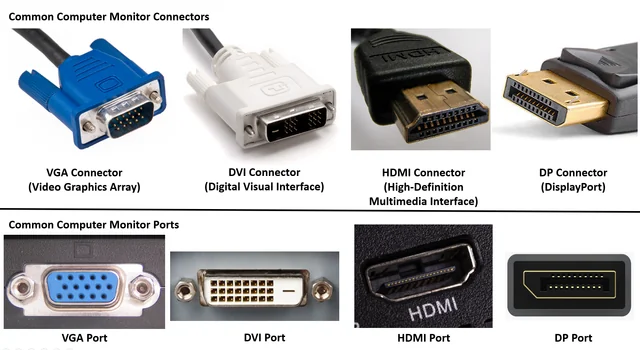 Common Computer Monitor Connectors
HDMI
VGA Connector
(Video Graphics Array)
DVI Connector
(Digital Visual Interface)
HDMI Connector
(High-Definition
Multimedia Interface)
DP Connector
(DisplayPort)
Common Computer Monitor Ports
HDMI
VGA Port
DVI Port
HDMI Port
DP Port